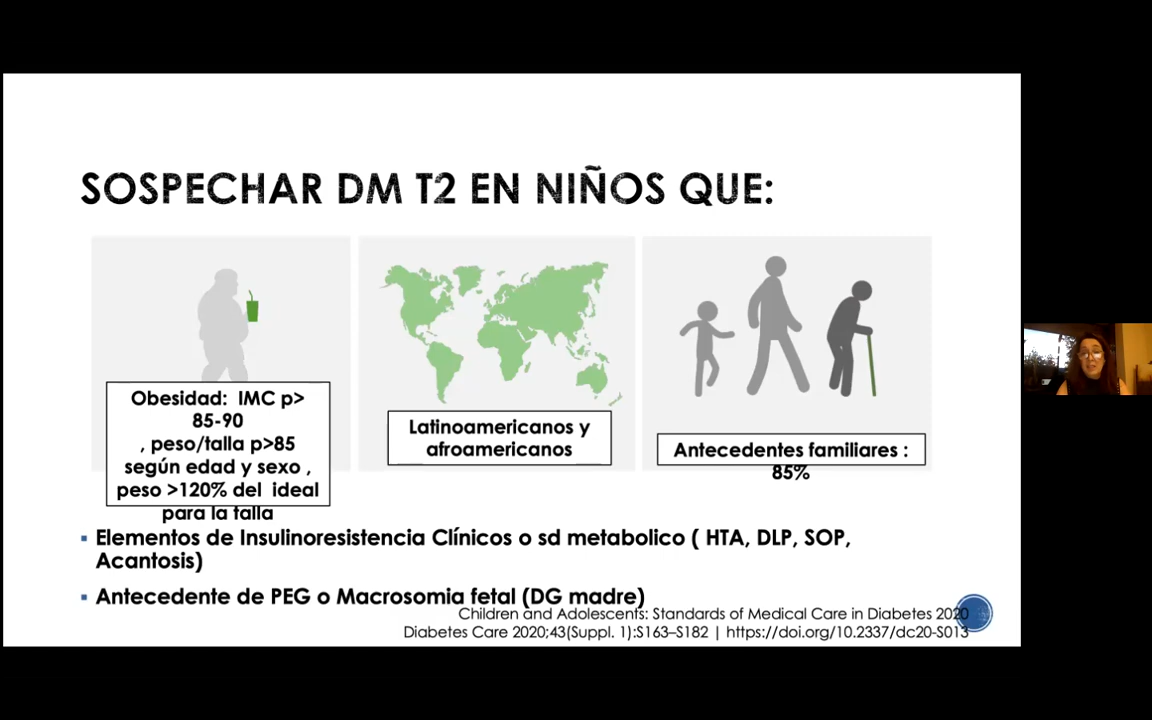 SOSPECHAR DM T2 EN NIÑOS QUE:
Obesidad: IMC p>
85-90
, peso/talla p>85
según edad y sexo ,
peso >120% del ideal
para la talla
Latinoamericanos y
afroamericanos
Antecedentes familiares :
85%
▪ Elementos de Insulinoresistencia Clínicos o sd metabolico ( HTA, DLP, SOP,
Acantosis)
▪ Antecedente de PEG o Macrosomia fetal (DG madre)
Children and Adolescents: Standards of Medical Care in Diabetes 2020
Diabetes Care 2020;43(Suppl. 1):S163–S182 | https://doi.org/10.2337/dc20-S013